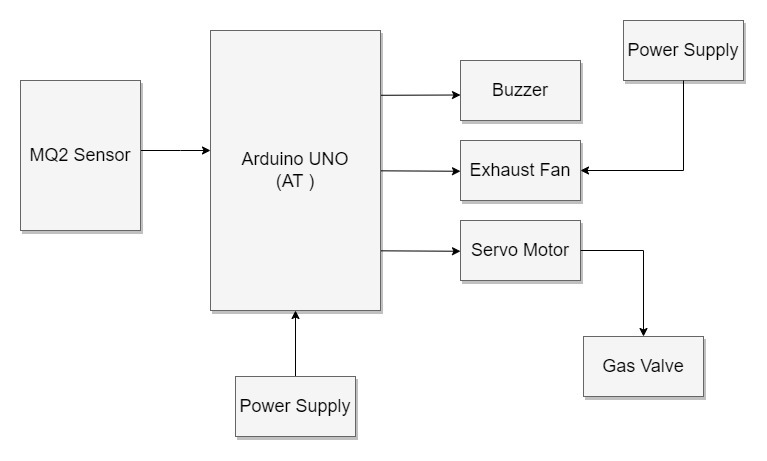 Power Supply
Buzzer
MQ2 Sensor
Arduino UNO
(AT )
Exhaust Fan
Servo Motor
Gas Valve
Power Supply